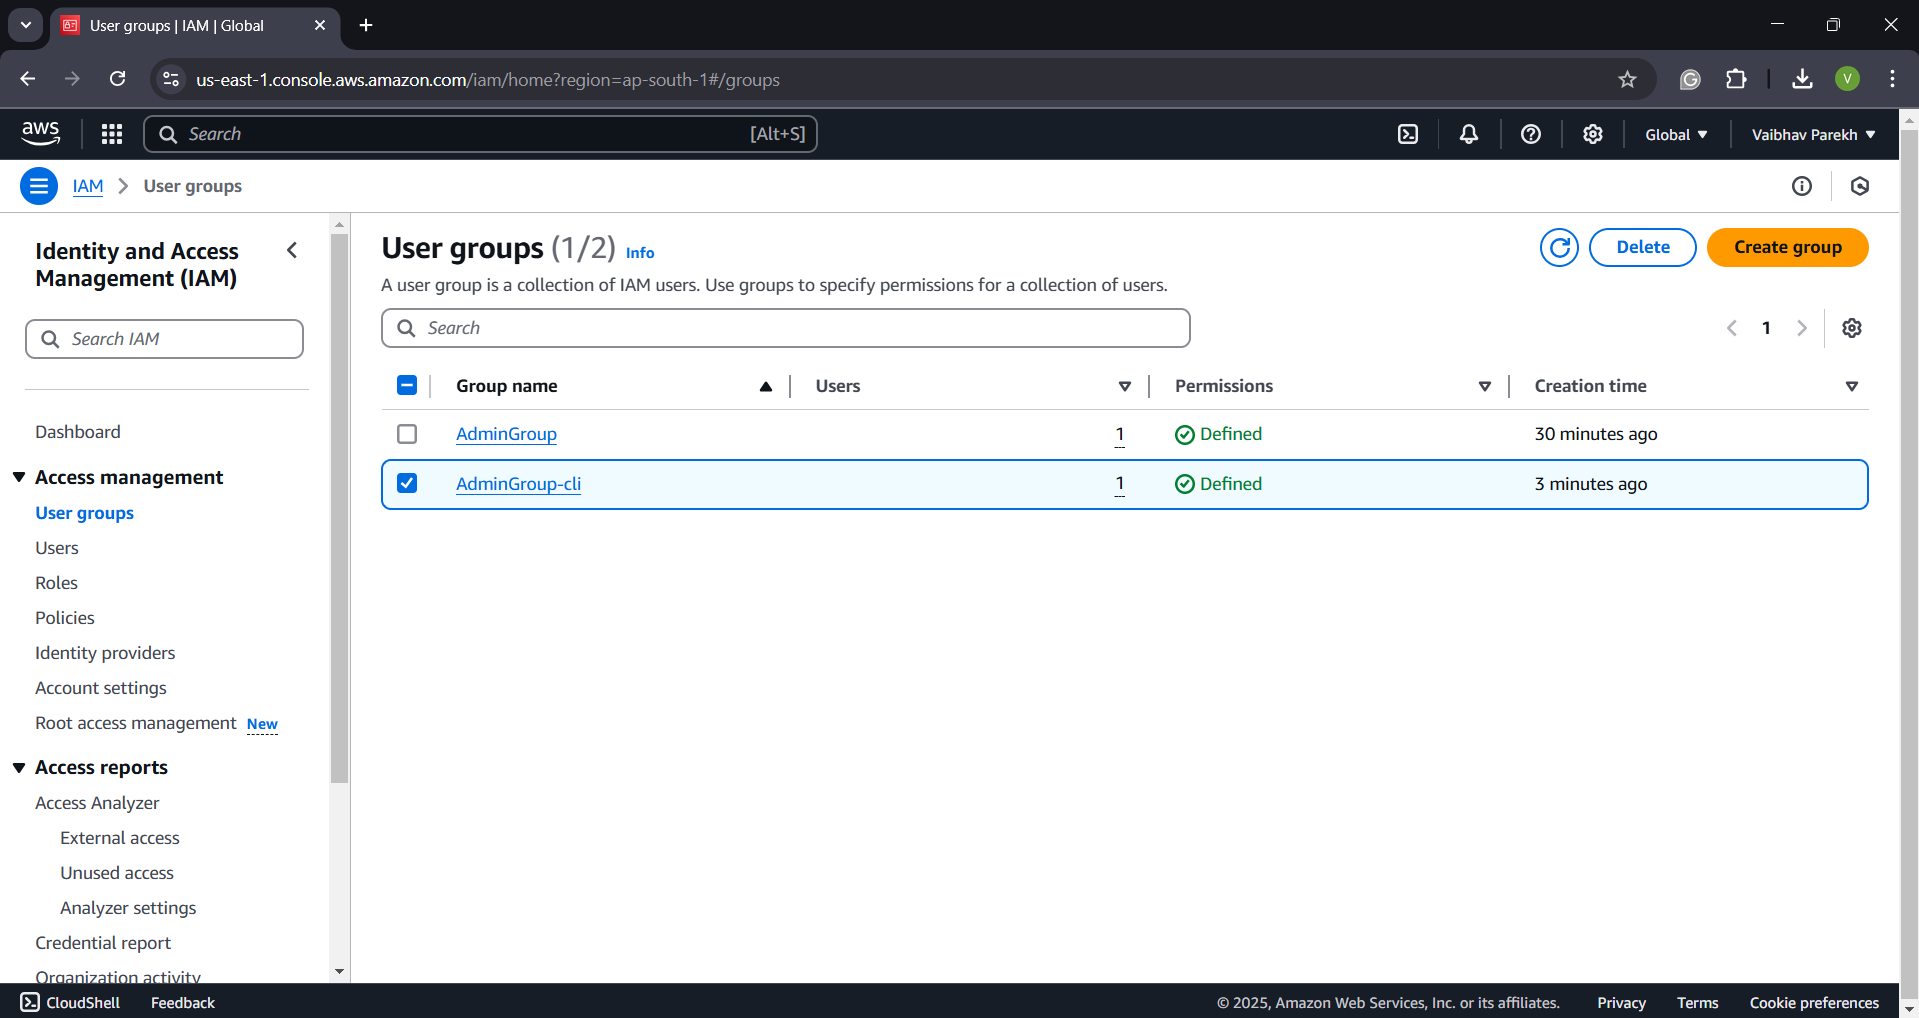 User groups | IAM | Global
us-east-1.console.aws.amazon.com/iam/home?region=ap-south-1#/groups
V
aws
Search [Alt+S]
Global
Vaibhav Parekh
IAM
User groups
Identity and Access
Management (IAM)
Search IAM
Dashboard
Access management
User groups
Users
Roles
Policies
Identity providers
Account settings
Root access management New
Access reports
Access Analyzer
External access
Unused access
Analyzer settings
Credential report
Organization activity
User groups (1/2) Info
Delete
Create group
A user group is a collection of IAM users. Use groups to specify permissions for a collection of users.
Search
1
Group name Users Permissions Creation time
AdminGroup 1 Defined 30 minutes ago
AdminGroup-cli 1 Defined 3 minutes ago
CloudShell Feedback © 2025, Amazon Web Services, Inc. or its affiliates. Privacy Terms Cookie preferences